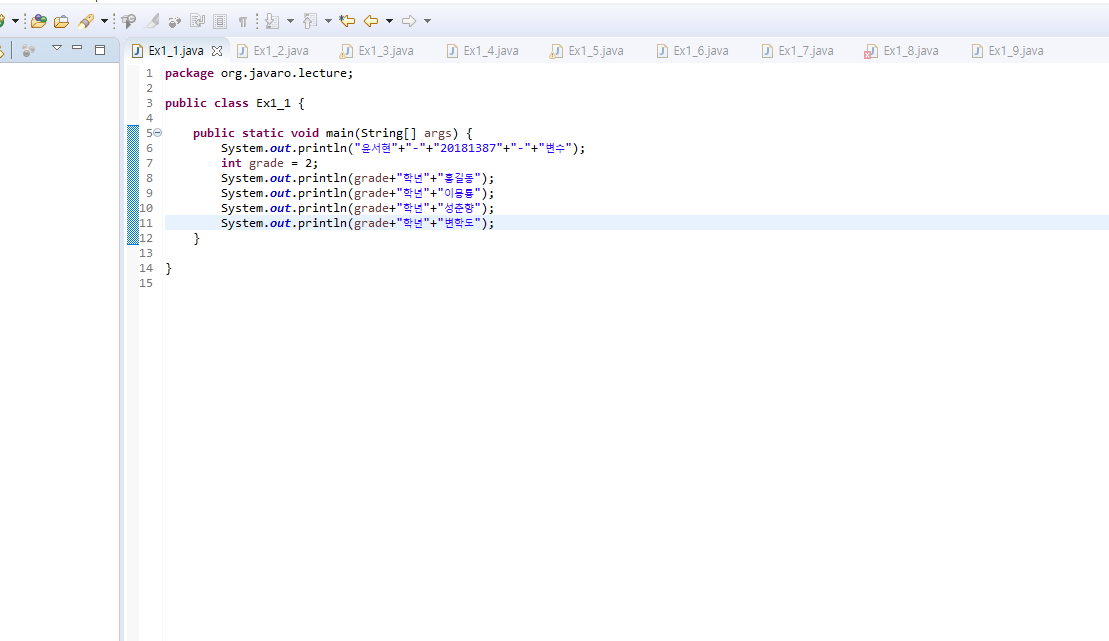 Ex1_1.java Ex1_2.java Ex1_3.java Ex1_4.java Ex1_5.java Ex1_6.java Ex1_7.java Ex1_8.java Ex1_9.java
1 package org.javaro.lecture;
2
3 public class Ex1_1 {
4
5 public static void main(String[] args) {
6 System.out.println("윤서현"+"-"+"20181387"+"-"+"변수");
7 int grade = 2;
8 System.out.println(grade+"학년"+"홍길동");
9 System.out.println(grade+"학년"+"이몽룡");
10 System.out.println(grade+"학년"+"성춘향");
11 System.out.println(grade+"학년"+"변학도");
12 }
13
14 }
15